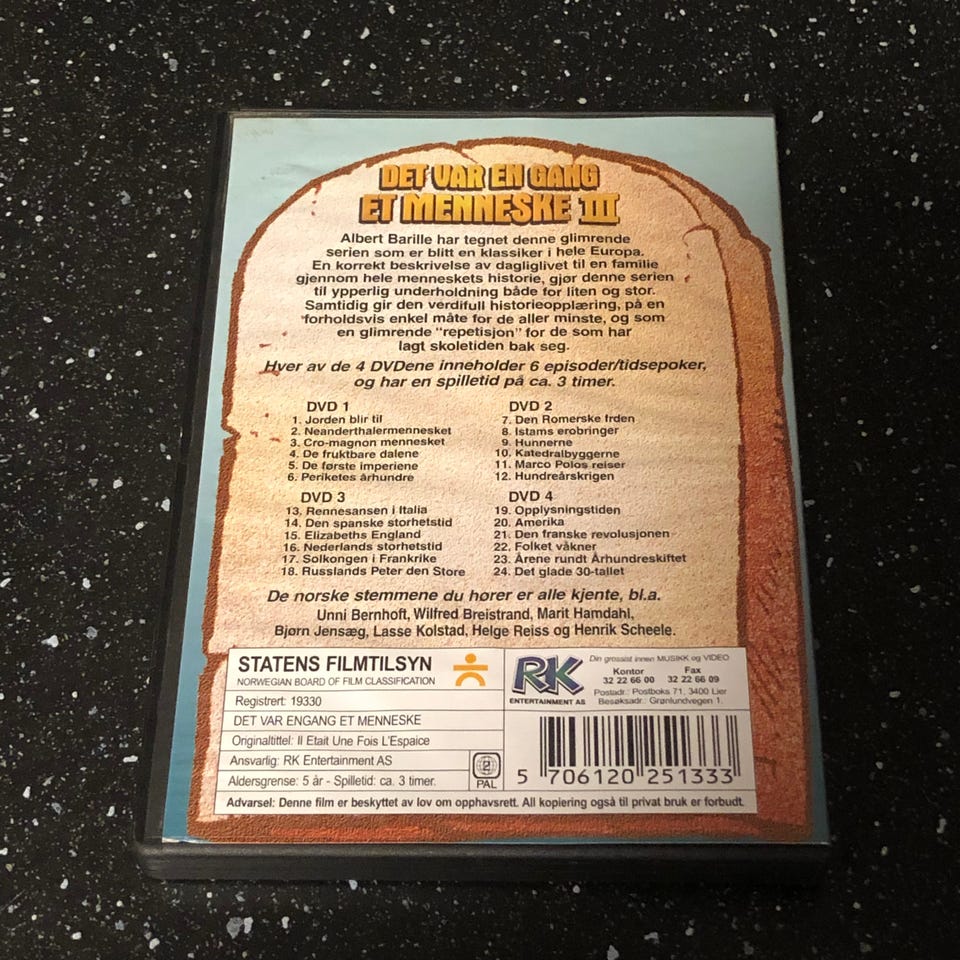 DET VAR EN GANG
ET MENNESKE III
Albert Barille har tegnet denne glimrende
serien som er blitt en klassiker i hele Europa.
En korrekt beskrivelse av dagliglivet til en familie
gjennom hele menneskets historie, gjør denne serien
til ypperlig underholdning både for liten og stor.
Samtidig gir den verdifull historieopplæring, på en
forholdsvis enkel måte for de aller minste, og som
en glimrende "repetisjon" for de som har
lagt skoletiden bak seg.
Hver av de 4 DVDene inneholder 6 episoder/tidsepoker,
og har en spilletid på ca. 3 timer.
DVD 1
1. Jorden blir til
2. Neanderthalermennesket
3. Cro-magnon mennesket
4. De fruktbare dalene
5. De første imperiene
6. Periketes århundre
DVD 2
7. Den Romerske frden
8. Istams erobringer
9. Hunnerne
10. Katedralbyggerne
11. Marco Polos reiser
12. Hundreårskrigen
DVD 3
13. Rennesansen i Italia
14. Den spanske storhetstid
15. Elizabeths England
16. Nederlands storhetstid
17. Solkongen i Frankrike
18. Russlands Peter den Store
DVD 4
19. Opplysningstiden
20. Amerika
21. Den franske revolusjonen
22. Folket våkner
23. Årene rundt Århundreskiftet
24. Det glade 30-tallet
De norske stemmene du hører er alle kjente, bl.a.
Unni Bernhoft, Wilfred Breistrand, Marit Hamdahl,
Bjørn Jensæg, Lasse Kolstad, Helge Reiss og Henrik Scheele.
STATENS FILMTILSYN
NORWEGIAN BOARD OF FILM CLASSIFICATION
Registrert: 19330
DET VAR ENGANG ET MENNESKE
Originaltittel: Il Etait Une Fois L'Espaice
Ansvarlig: RK Entertainment AS
Aldersgrense: 5 år - Spilletid: ca. 3 timer.
2
PAL
RK
ENTERTAINMENT AS
Din grossist innen MUSIKK og VIDEO
Kontor Fax
32 22 66 00 32 22 66 09
Postadr.: Postboks 71, 3400 Lier
Besøksadr.: Grønlundvegen 1.
5 706120 251333
Advarsel: Denne film er beskyttet av lov om opphavsrett. All kopiering også til privat bruk er forbudt.